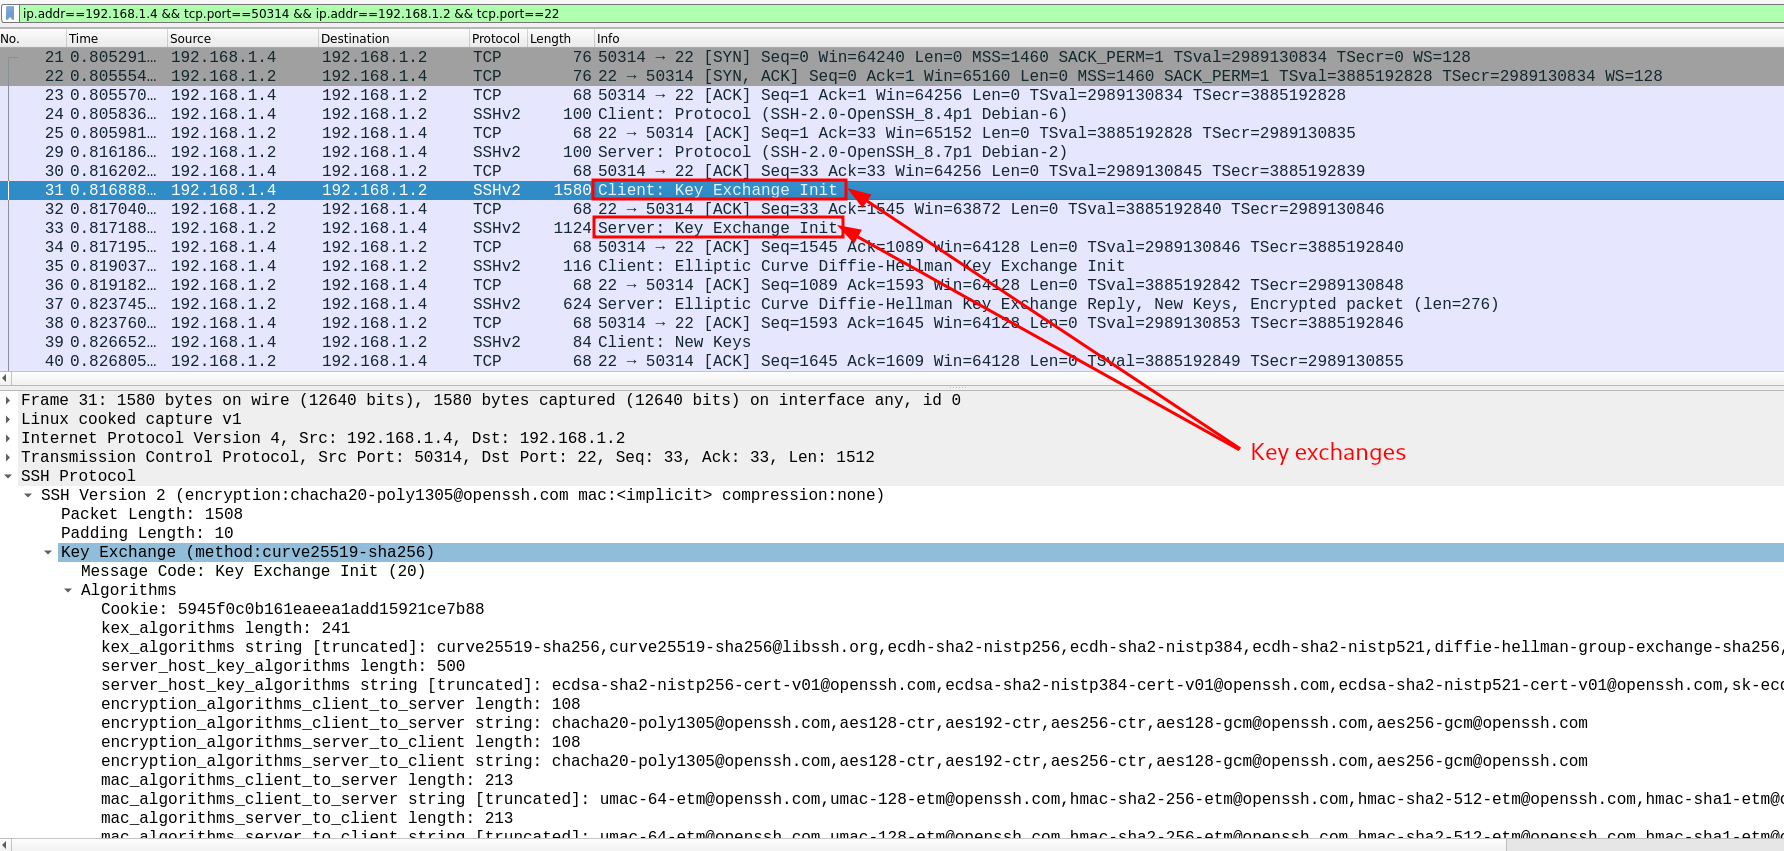 ip.addr==192.168.1.4 && tcp.port==50314 && ip.addr==192.168.1.2 && tcp.port==22
No. Time Source Destination Protocol Length Info
21 0.805291… 192.168.1.4 192.168.1.2 TCP 76 50314 → 22 [SYN] Seq=0 Win=64240 Len=0 MSS=1460 SACK_PERM=1 TSval=2989130834 TSecr=0 WS=128
22 0.805554… 192.168.1.2 192.168.1.4 TCP 76 22 → 50314 [SYN, ACK] Seq=0 Ack=1 Win=65160 Len=0 MSS=1460 SACK_PERM=1 TSval=3885192828 TSecr=2989130834 WS=128
23 0.805570… 192.168.1.4 192.168.1.2 TCP 68 50314 → 22 [ACK] Seq=1 Ack=1 Win=64256 Len=0 TSval=2989130834 TSecr=3885192828
24 0.805836… 192.168.1.4 192.168.1.2 SSHv2 100 Client: Protocol (SSH-2.0-OpenSSH_8.4p1 Debian-6)
25 0.805981… 192.168.1.2 192.168.1.4 TCP 68 22 → 50314 [ACK] Seq=1 Ack=33 Win=65152 Len=0 TSval=3885192828 TSecr=2989130835
29 0.816186… 192.168.1.2 192.168.1.4 SSHv2 100 Server: Protocol (SSH-2.0-OpenSSH_8.7p1 Debian-2)
30 0.816202… 192.168.1.4 192.168.1.2 TCP 68 50314 → 22 [ACK] Seq=33 Ack=33 Win=64256 Len=0 TSval=2989130845 TSecr=3885192839
31 0.816888… 192.168.1.4 192.168.1.2 SSHv2 1580 Client: Key Exchange Init
32 0.817040… 192.168.1.2 192.168.1.4 TCP 68 22 → 50314 [ACK] Seq=33 Ack=1545 Win=63872 Len=0 TSval=3885192840 TSecr=2989130846
33 0.817188… 192.168.1.2 192.168.1.4 SSHv2 1124 Server: Key Exchange Init
34 0.817195… 192.168.1.4 192.168.1.2 TCP 68 50314 → 22 [ACK] Seq=1545 Ack=1089 Win=64128 Len=0 TSval=2989130846 TSecr=3885192840
35 0.819037… 192.168.1.4 192.168.1.2 SSHv2 116 Client: Elliptic Curve Diffie-Hellman Key Exchange Init
36 0.819182… 192.168.1.2 192.168.1.4 TCP 68 22 → 50314 [ACK] Seq=1089 Ack=1593 Win=64128 Len=0 TSval=3885192842 TSecr=2989130848
37 0.823745… 192.168.1.2 192.168.1.4 SSHv2 624 Server: Elliptic Curve Diffie-Hellman Key Exchange Reply, New Keys, Encrypted packet (len=276)
38 0.823760… 192.168.1.4 192.168.1.2 TCP 68 50314 → 22 [ACK] Seq=1593 Ack=1645 Win=64128 Len=0 TSval=2989130853 TSecr=3885192846
39 0.826652… 192.168.1.4 192.168.1.2 SSHv2 84 Client: New Keys
40 0.826805… 192.168.1.2 192.168.1.4 TCP 68 22 → 50314 [ACK] Seq=1645 Ack=1609 Win=64128 Len=0 TSval=3885192849 TSecr=2989130855
Frame 31: 1580 bytes on wire (12640 bits), 1580 bytes captured (12640 bits) on interface any, id 0
Linux cooked capture v1
Internet Protocol Version 4, Src: 192.168.1.4, Dst: 192.168.1.2
Transmission Control Protocol, Src Port: 50314, Dst Port: 22, Seq: 33, Ack: 33, Len: 1512
Key exchanges
SSH Protocol
SSH Version 2 (encryption:chacha20-poly1305@openssh.com mac:<implicit> compression:none)
Packet Length: 1508
Padding Length: 10
Key Exchange (method:curve25519-sha256)
Message Code: Key Exchange Init (20)
Algorithms
Cookie: 5945f0c0b161eaeea1add15921ce7b88
kex_algorithms length: 241
kex_algorithms string [truncated]: curve25519-sha256,curve25519-sha256@libssh.org,ecdh-sha2-nistp256,ecdh-sha2-nistp384,ecdh-sha2-nistp521,diffie-hellman-group-exchange-sha256,
server_host_key_algorithms length: 500
server_host_key_algorithms string [truncated]: ecdsa-sha2-nistp256-cert-v01@openssh.com,ecdsa-sha2-nistp384-cert-v01@openssh.com,ecdsa-sha2-nistp521-cert-v01@openssh.com,sk-ecd
encryption_algorithms_client_to_server length: 108
encryption_algorithms_client_to_server string: chacha20-poly1305@openssh.com,aes128-ctr,aes192-ctr,aes256-ctr,aes128-gcm@openssh.com,aes256-gcm@openssh.com
encryption_algorithms_server_to_client length: 108
encryption_algorithms_server_to_client string: chacha20-poly1305@openssh.com,aes128-ctr,aes192-ctr,aes256-ctr,aes128-gcm@openssh.com,aes256-gcm@openssh.com
mac_algorithms_client_to_server length: 213
mac_algorithms_client_to_server string [truncated]: umac-64-etm@openssh.com,umac-128-etm@openssh.com,hmac-sha2-256-etm@openssh.com,hmac-sha2-512-etm@openssh.com,hmac-sha1-etm@o
mac_algorithms_server_to_client length: 213
mac_algorithms_server_to_client string [truncated]: umac-64-etm@openssh.com,umac-128-etm@openssh.com,hmac-sha2-256-etm@openssh.com,hmac-sha2-512-etm@openssh.com,hmac-sha1-etm@o